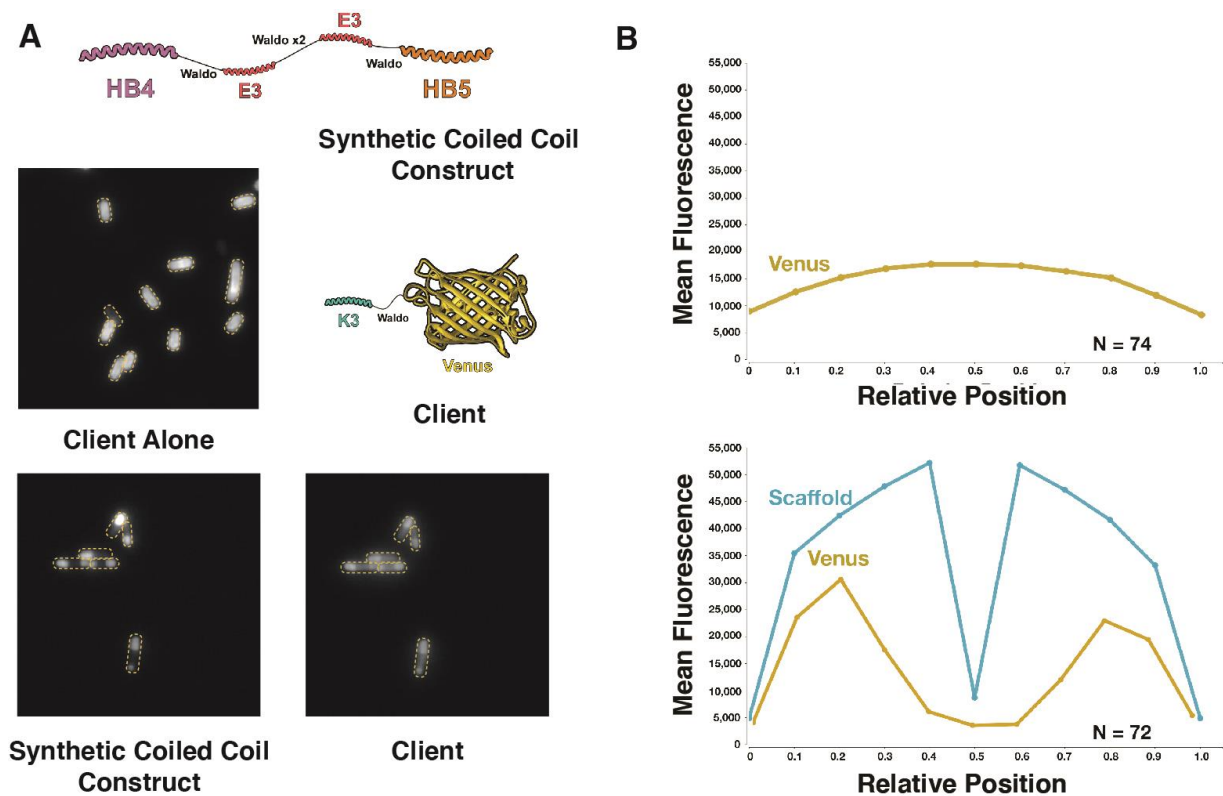 A
E3
Waldo x2
Waldo
Waldo
HB4
E3
HB5
Synthetic Coiled Coil
Construct
K3
Waldo
Venus
Client
Client Alone
Synthetic Coiled Coil
Construct
Client
B
Mean Fluorescence
55,000
50,000
45,000
40,000
35,000
30,000
25,000
20,000
15,000
10,000
5,000
0
Venus
N = 74
0 0.1 0.2 0.3 0.4 0.5 0.6 0.7 0.8 0.9 1.0
Relative Position
Mean Fluorescence
55,000
50,000
45,000
40,000
35,000
30,000
25,000
20,000
15,000
10,000
5,000
0
Scaffold
Venus
N = 72
0 0.1 0.2 0.3 0.4 0.5 0.6 0.7 0.8 0.9 1.0
Relative Position